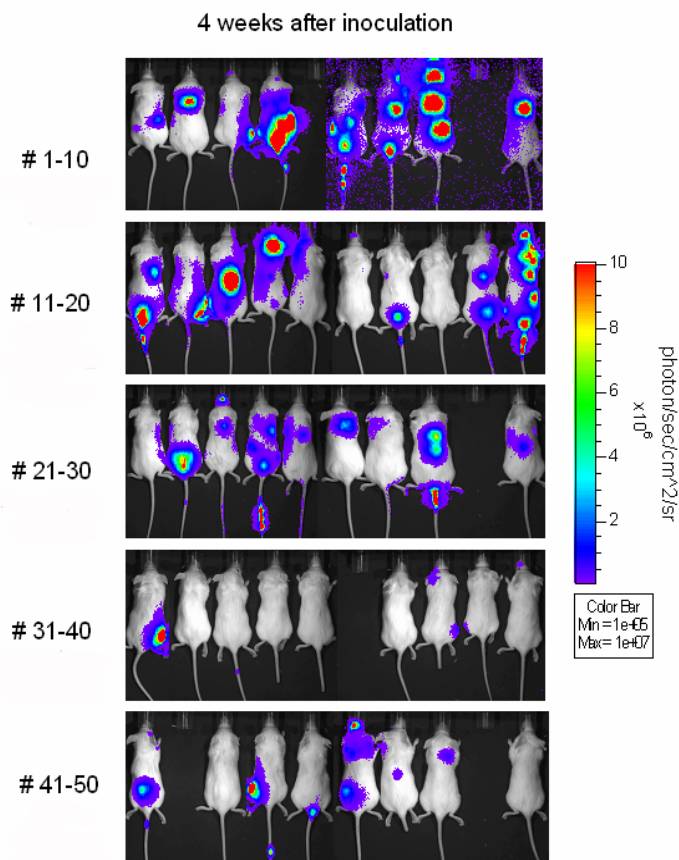 4 weeks after inoculation
# 1-10
# 11-20
# 21-30
# 31-40
# 41-50
10
8
6
4
2
x10^6
photon/sec/cm^2/sr
Color Bar
Min = 1e+05
Max = 1e+07